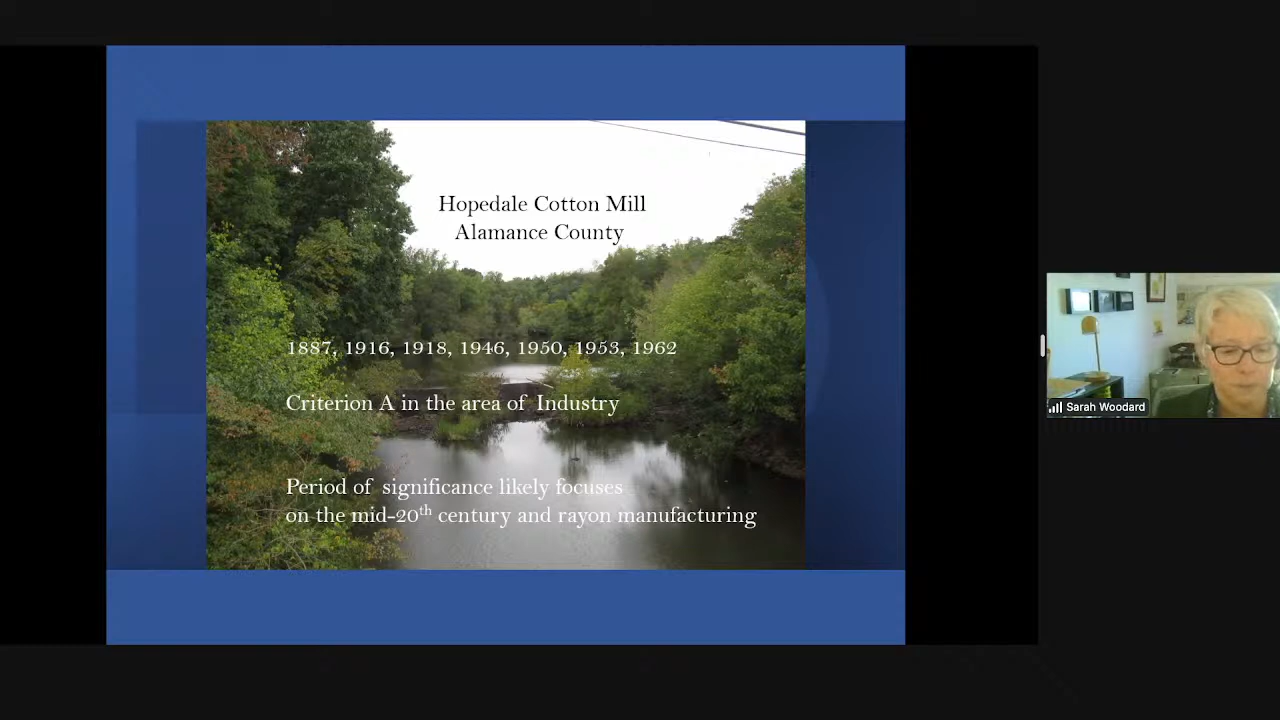 Hopedale Cotton Mill
Alamance County
1887, 1916, 1918, 1946, 1950, 1953, 1962
Criterion A in the area of Industry
Period of significance likely focuses
on the mid-20th century and rayon manufacturing
Sarah Woodard